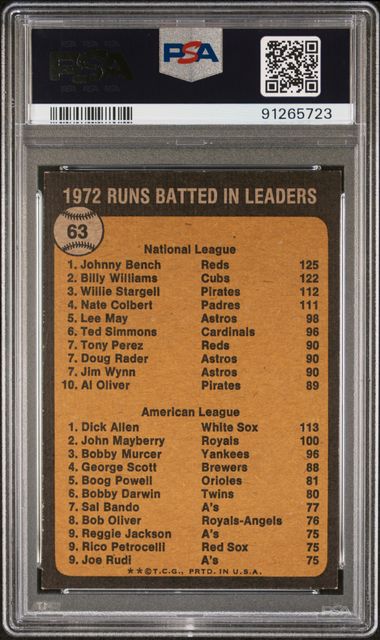 PSA
PSA
91265723
1972 RUNS BATTED IN LEADERS
63
National League
1. Johnny Bench Reds 125
2. Billy Williams Cubs 122
3. Willie Stargell Pirates 112
4. Nate Colbert Padres 111
5. Lee May Astros 98
6. Ted Simmons Cardinals 96
7. Tony Perez Reds 90
7. Doug Rader Astros 90
7. Jim Wynn Astros 90
10. Al Oliver Pirates 89
American League
1. Dick Allen White Sox 113
2. John Mayberry Royals 100
3. Bobby Murcer Yankees 96
4. George Scott Brewers 88
5. Boog Powell Orioles 81
6. Bobby Darwin Twins 80
7. Sal Bando A's 77
8. Bob Oliver Royals-Angels 76
9. Reggie Jackson A's 75
9. Rico Petrocelli Red Sox 75
9. Joe Rudi A's 75
★★©T.C.G., PRTD. IN U.S.A.